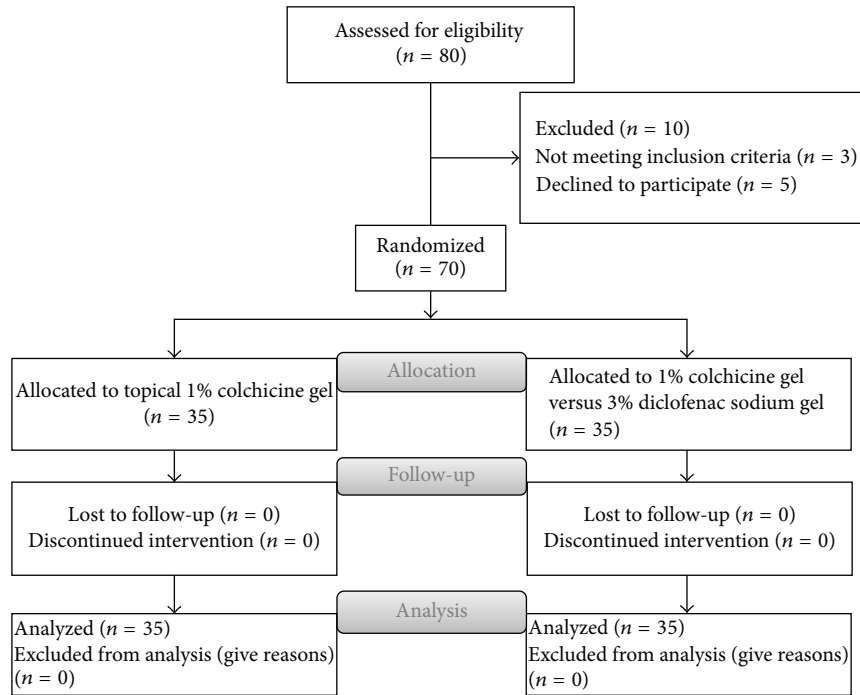 Assessed for eligibility
(n = 80)
Excluded (n = 10)
Not meeting inclusion criteria (n = 3)
Declined to participate (n = 5)
Randomized
(n = 70)
Allocation
Allocated to topical 1% colchicine gel
(n = 35)
Allocated to 1% colchicine gel
versus 3% diclofenac sodium gel
(n = 35)
Follow-up
Lost to follow-up (n = 0)
Discontinued intervention (n = 0)
Lost to follow-up (n = 0)
Discontinued intervention (n = 0)
Analysis
Analyzed (n = 35)
Excluded from analysis (give reasons)
(n = 0)
Analyzed (n = 35)
Excluded from analysis (give reasons)
(n = 0)